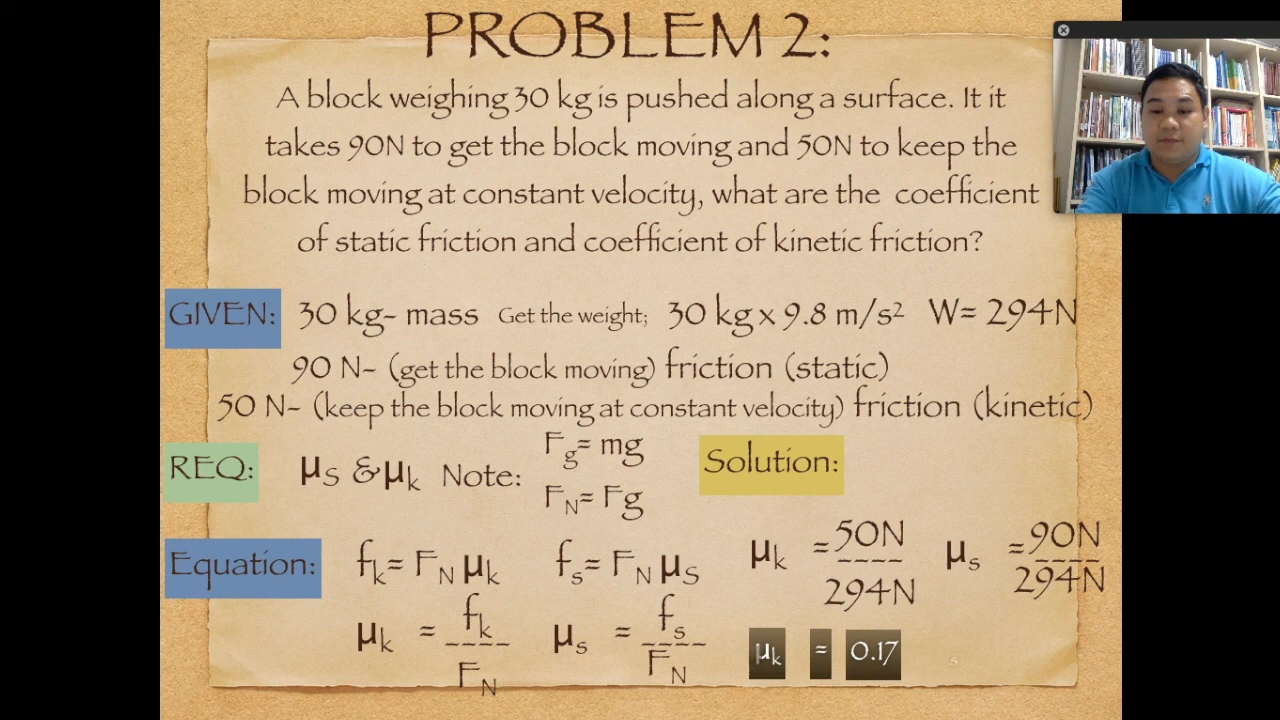 PROBLEM 2:
A block weighing 30 kg is pushed along a surface. It it
takes 90N to get the block moving and 50N to keep the
block moving at constant velocity, what are the coefficient
of static friction and coefficient of kinetic friction?
GIVEN: 30 kg- mass Get the weight; 30 kg x 9.8 m/s² W= 294N
90 N- (get the block moving) friction (static)
50 N- (keep the block moving at constant velocity) friction (kinetic)
REQ: μs & μk Note: Fg= mg
FN= Fg
Solution:
Equation: fk= FN μk fs= FN μs
μk = fk
----
FN
μs = fs
----
FN
μk = 50N
----
294N
μs = 90N
----
294N
μk = 0.17